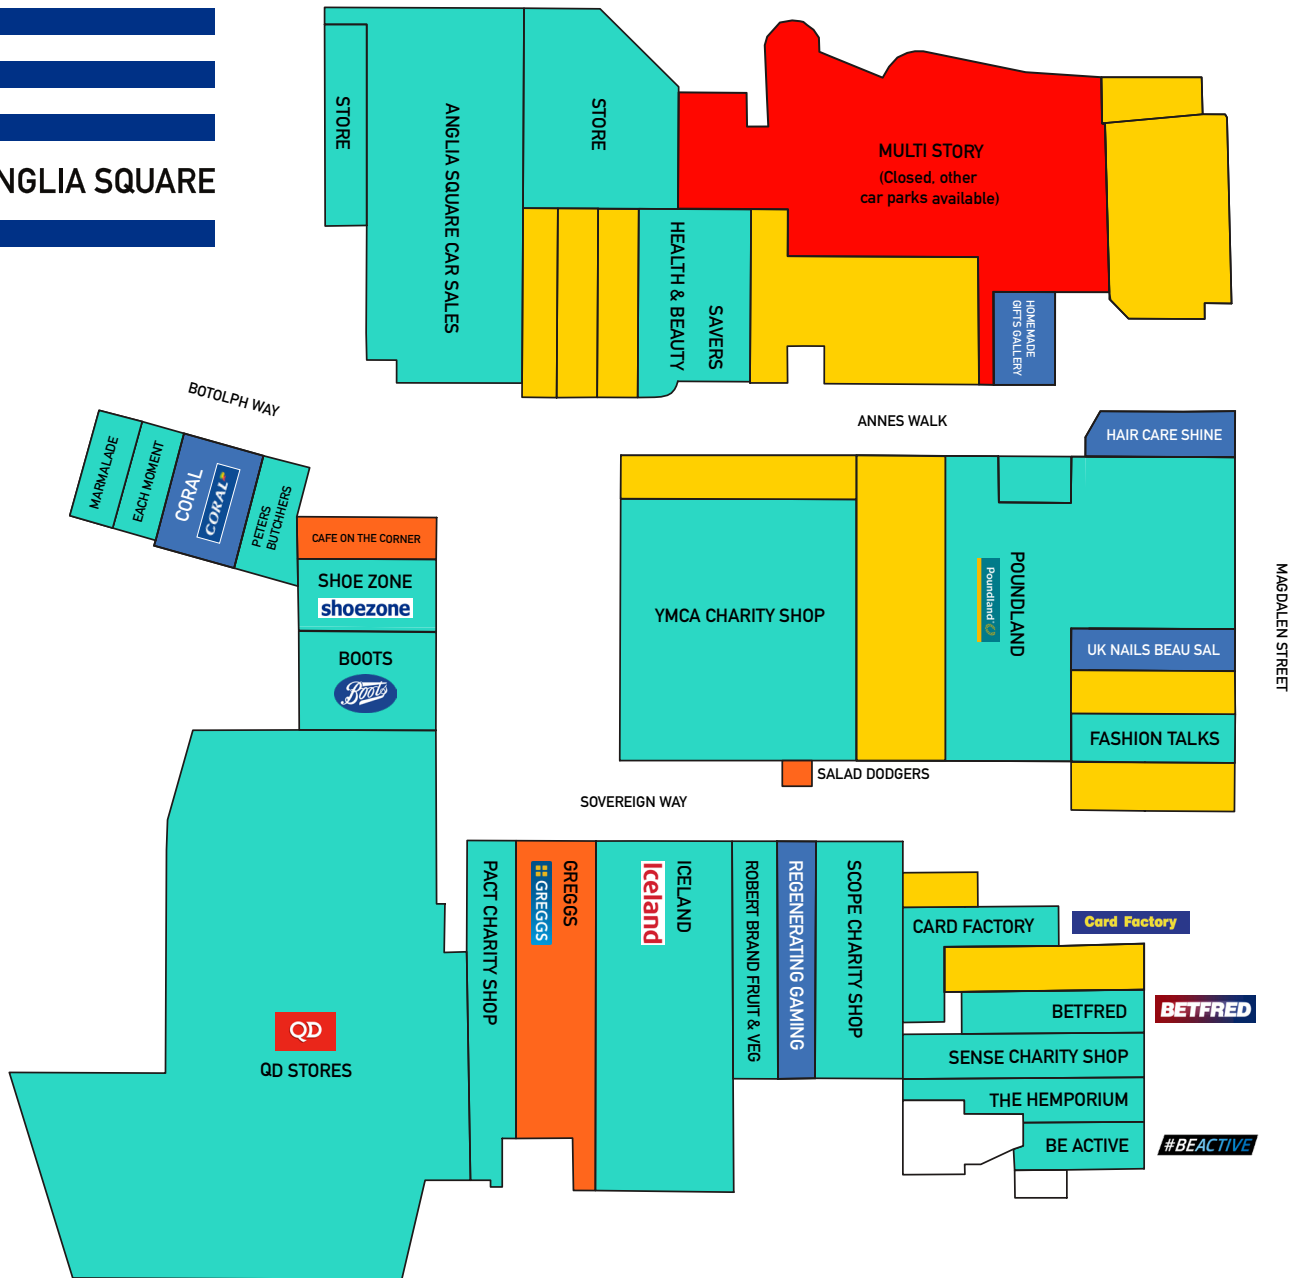 NGLIA SQUARE
STORE
ANGLIA SQUARE CAR SALES
STORE
MULTI STORY
(Closed, other
car parks available)
HEALTH & BEAUTY
SAVERS
HOMEMADE
GIFTS GALLERY
BOTOLPH WAY
ANNES WALK
HAIR CARE SHINE
MARMALADE
EACH MOMENT
CORAL
CORAL
PETERS
BUTCHHERS
CAFE ON THE CORNER
SHOE ZONE
shoezone
BOOTS
Boots
YMCA CHARITY SHOP
POUNDLAND
Poundland
MAGDALEN STREET
UK NAILS BEAU SAL
FASHION TALKS
SALAD DODGERS
SOVEREIGN WAY
PACT CHARITY SHOP
GREGGS
GREGGS
ICELAND
Iceland
ROBERT BRAND FRUIT & VEG
REGENERATING GAMING
SCOPE CHARITY SHOP
CARD FACTORY
Card Factory
BETFRED
BETFRED
SENSE CHARITY SHOP
THE HEMPORIUM
BE ACTIVE
#BEACTIVE
QD
QD STORES